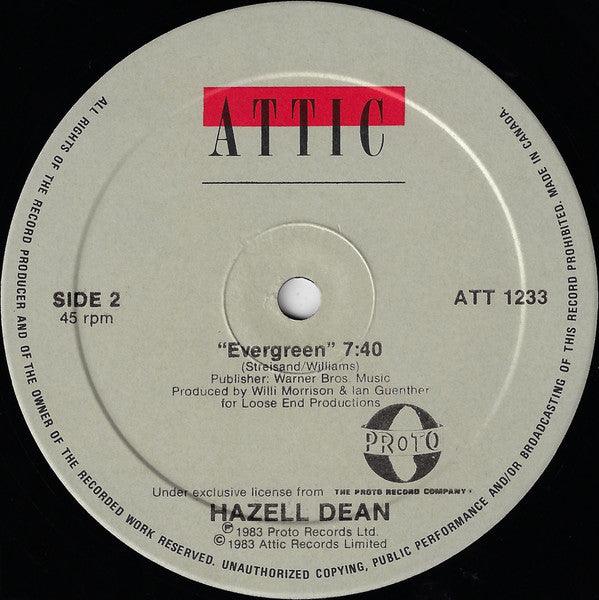 ATTIC
SIDE 2
45 rpm
ATT 1233
"Evergreen" 7:40
(Streisand/Williams)
Publisher: Warner Bros. Music
Produced by Willi Morrison & Ian Guenther
for Loose End Productions
PROTO
Under exclusive license from THE PROTO RECORD COMPANY
HAZELL DEAN
℗ 1983 Proto Records Ltd.
© 1983 Attic Records Limited
ALL RIGHTS OF THE RECORD PRODUCER AND OF THE OWNER OF THE RECORDED WORK RESERVED. UNAUTHORIZED COPYING, PUBLIC PERFORMANCE AND/OR BROADCASTING OF THIS RECORD PROHIBITED. MADE IN CANADA.